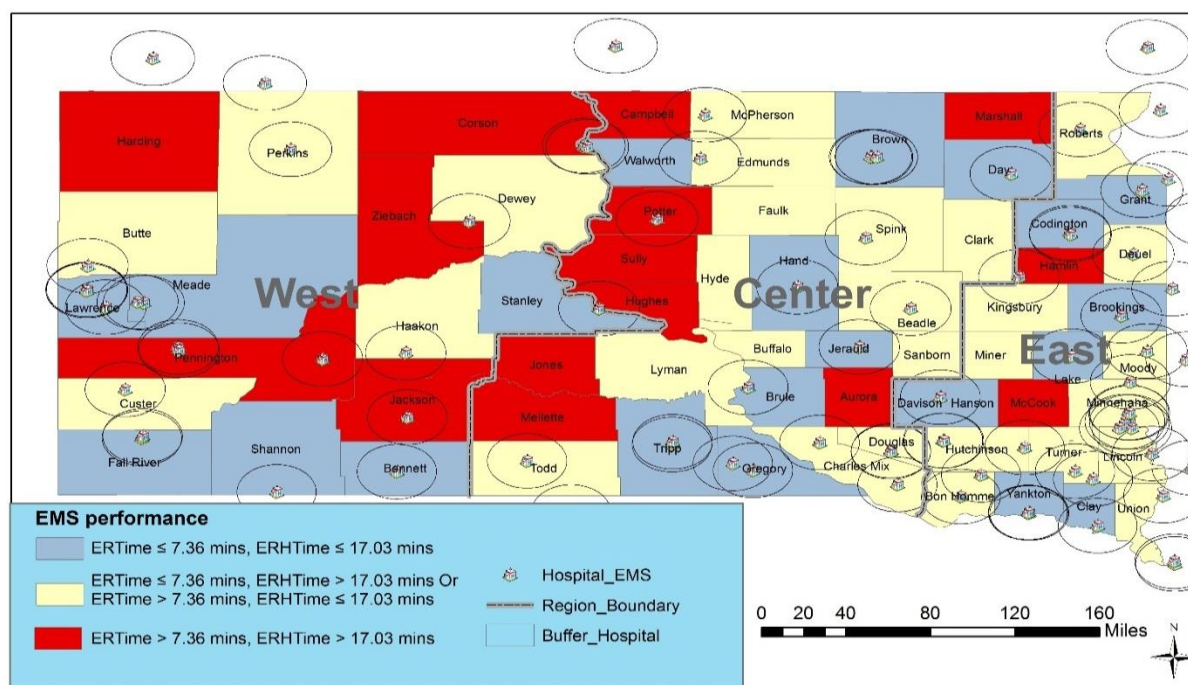 Harding
Corson
Campbell
McPherson
Marshall
Roberts
Perkins
Walworth
Edmunds
Brown
Day
Grant
Dewey
Ziebach
Potter
Faulk
Spink
Clark
Codington
Butte
Sully
Hyde
Hand
Hamlin
Deuel
Meade
West
Stanley
Hughes
Center
Kingsbury
Brookings
Lawrence
Haakon
Beadle
Pennington
Buffalo
Jerauld
Sanborn
Miner
East
Lake
Moody
Custer
Jones
Lyman
Jackson
Brule
Aurora
Davison
Hanson
McCook
Minnehaha
Mellette
Fall River
Shannon
Bennett
Todd
Tripp
Gregory
Charles Mix
Douglas
Hutchinson
Turner
Lincoln
Bon Homme
Yankton
Clay
Union
EMS performance
ERTime ≤ 7.36 mins, ERHTime ≤ 17.03 mins
ERTime ≤ 7.36 mins, ERHTime > 17.03 mins Or
ERTime > 7.36 mins, ERHTime ≤ 17.03 mins
ERTime > 7.36 mins, ERHTime > 17.03 mins
Hospital_EMS
Region_Boundary
Buffer_Hospital
0 20 40 80 120 160
Miles
N